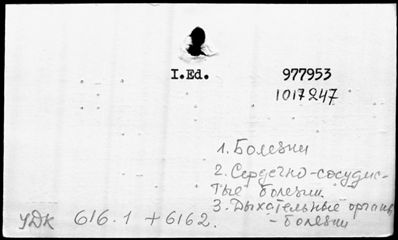 I.Ed.
977953
1017247
1. Болезни
2. Сердечно-сосудис-
тые болезни
3. Дыхательные органы
- болезни
УДК 616.1 + 616.2.